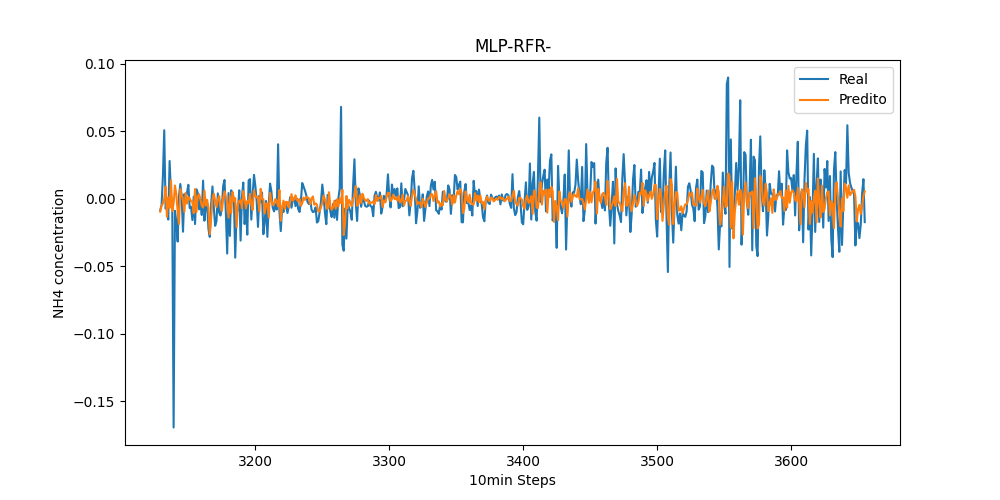 MLP-RFR-
Real
Predito
NH4 concentration
0.10
0.05
0.00
−0.05
−0.10
−0.15
3200 3300 3400 3500 3600
10min Steps